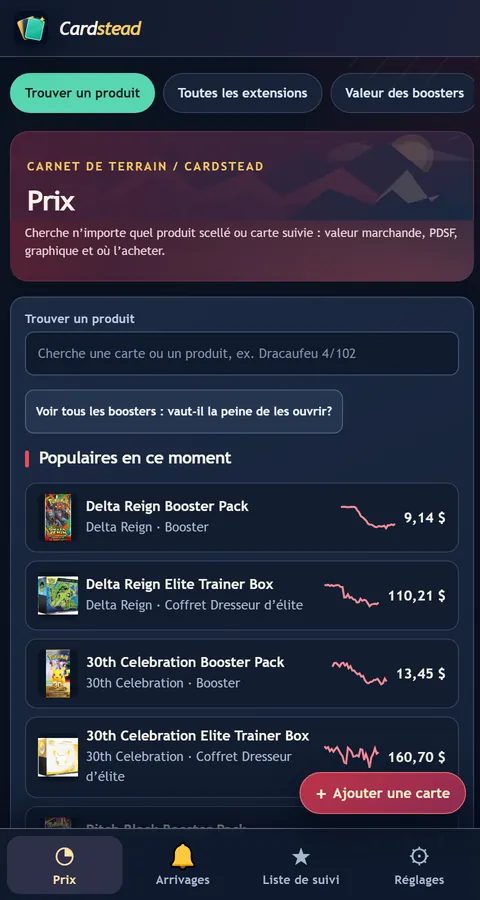 Cardstead
Trouver un produit
Toutes les extensions
Valeur des boosters
CARNET DE TERRAIN / CARDSTEAD
Prix
Cherche n’importe quel produit scellé ou carte suivie : valeur marchande, PDSF,
graphique et où l’acheter.
Trouver un produit
Cherche une carte ou un produit, ex. Dracaufeu 4/102
Voir tous les boosters : vaut-il la peine de les ouvrir?
Populaires en ce moment
Delta Reign Booster Pack
Delta Reign · Booster
9,14 $
Delta Reign Elite Trainer Box
Delta Reign · Coffret Dresseur d’élite
110,21 $
30th Celebration Booster Pack
30th Celebration · Booster
13,45 $
30th Celebration Elite Trainer Box
30th Celebration · Coffret Dresseur
d’élite
160,70 $
+ Ajouter une carte
Pitch Black Booster Pack
Prix
Arrivages
Liste de suivi
Réglages